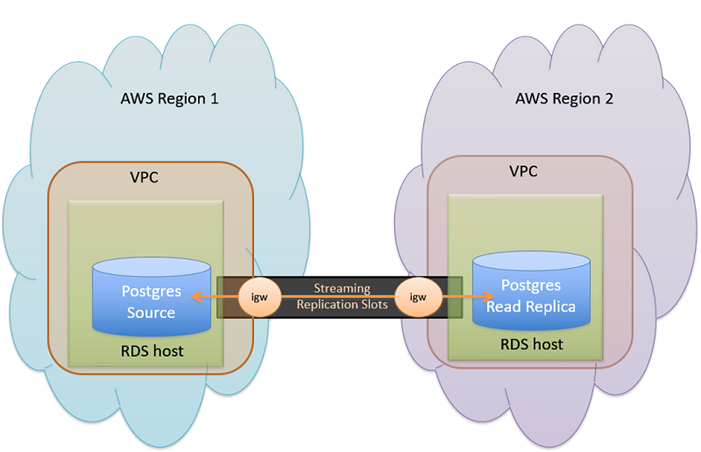 AWS Region 1
VPC
Postgres
Source
RDS host
igw
Streaming
Replication Slots
igw
AWS Region 2
VPC
Postgres
Read Replica
RDS host